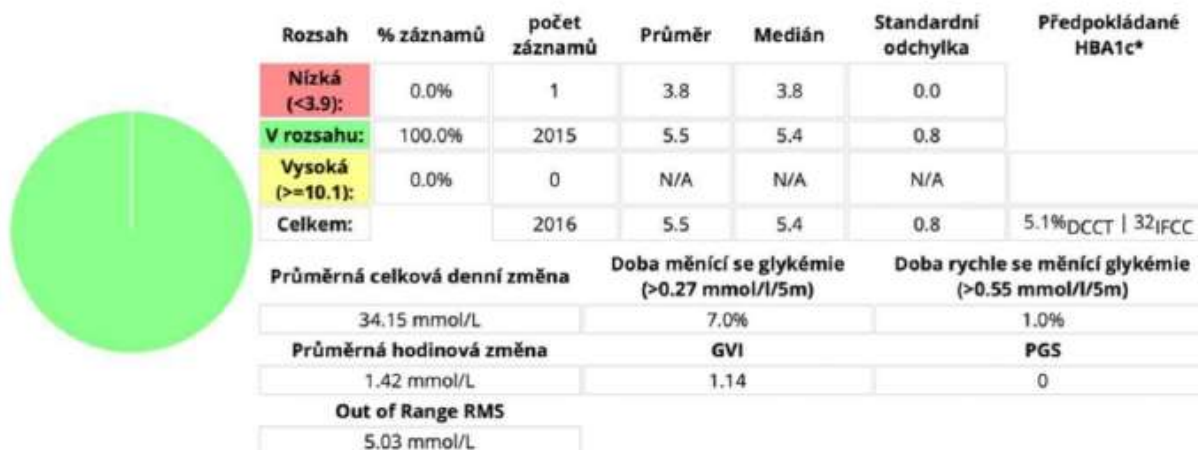 Rozsah % záznamů počet záznamů Průměr Medián Standardní odchylka Předpokládané HBA1c*
Nízká (<3.9): 0.0% 1 3.8 3.8 0.0
V rozsahu: 100.0% 2015 5.5 5.4 0.8
Vysoká (>=10.1): 0.0% 0 N/A N/A N/A
Celkem: 2016 5.5 5.4 0.8 5.1%DCCT | 32IFCC
Průměrná celková denní změna Doba měnící se glykémie (>0.27 mmol/l/5m) Doba rychle se měnící glykémie (>0.55 mmol/l/5m)
34.15 mmol/L 7.0% 1.0%
Průměrná hodinová změna GVI PGS
1.42 mmol/L 1.14 0
Out of Range RMS
5.03 mmol/L